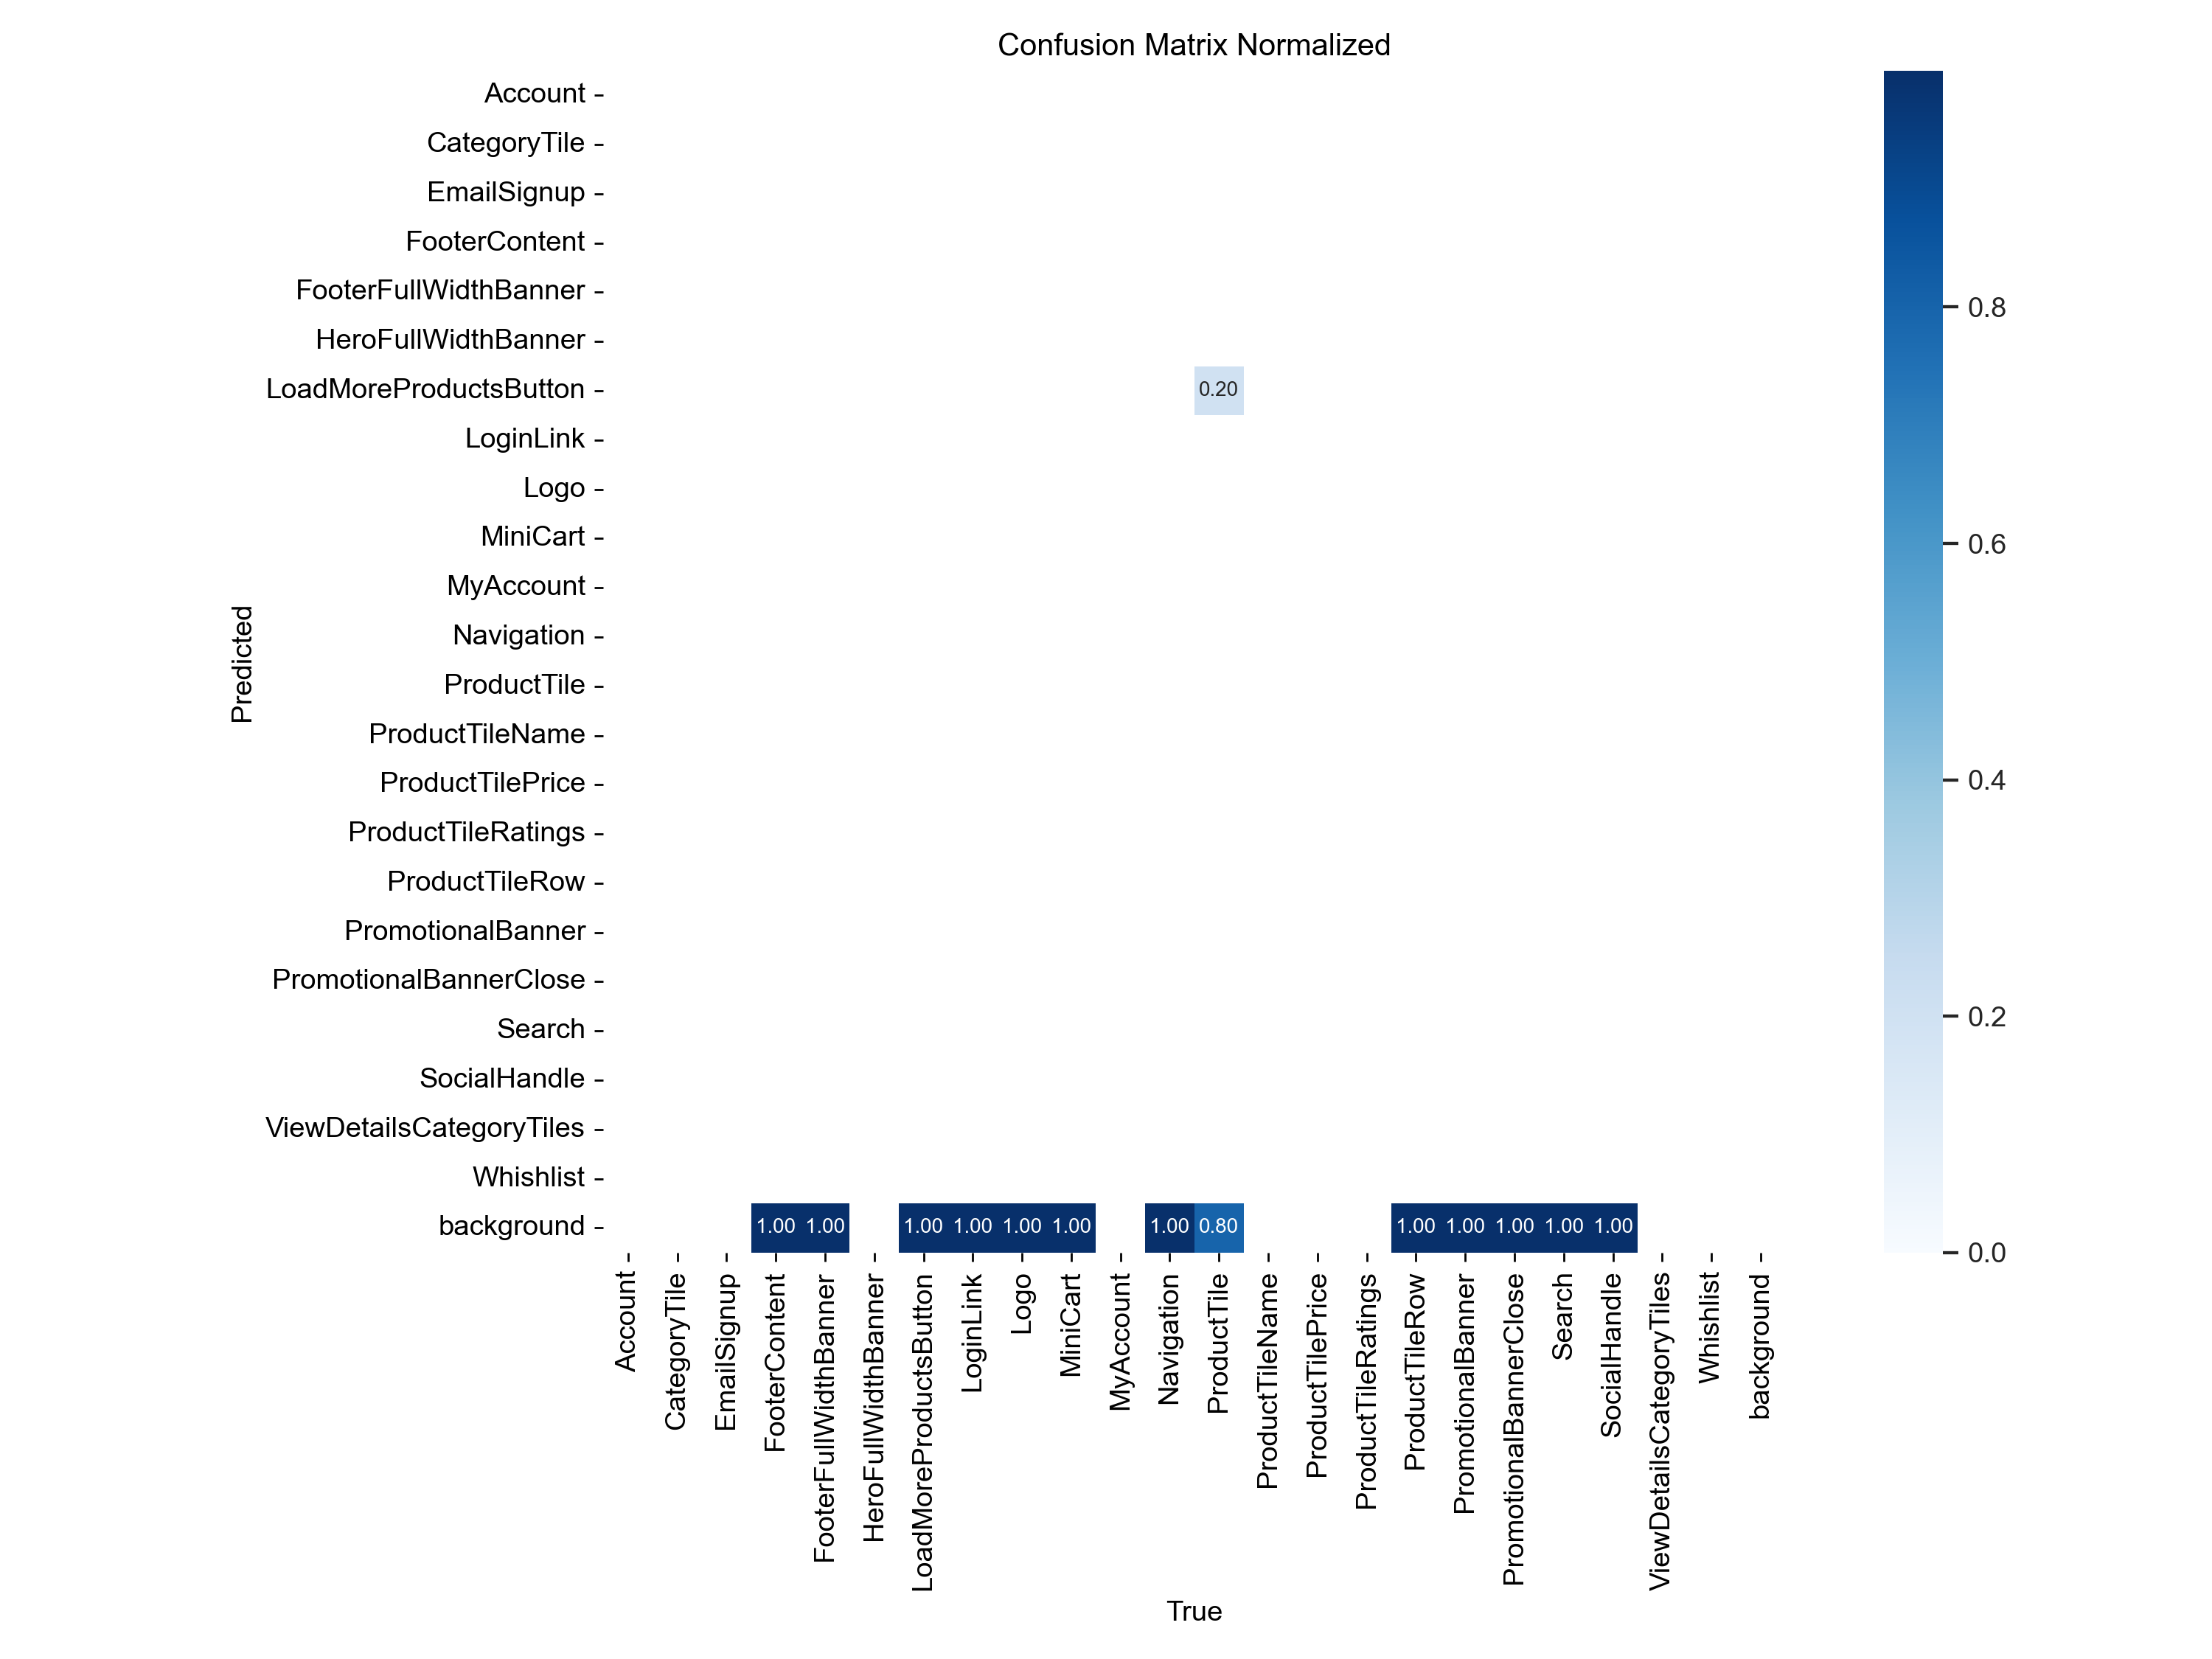 Confusion Matrix Normalized
Account
CategoryTile
EmailSignup
FooterContent
FooterFullWidthBanner
HeroFullWidthBanner
LoadMoreProductsButton
LoginLink
Logo
MiniCart
MyAccount
Navigation
ProductTile
ProductTileName
ProductTilePrice
ProductTileRatings
ProductTileRow
PromotionalBanner
PromotionalBannerClose
Search
SocialHandle
ViewDetailsCategoryTiles
Whishlist
background
Predicted
0.20
1.00 1.00 1.00 1.00 1.00 1.00 1.00 0.80 1.00 1.00 1.00 1.00 1.00
Account
CategoryTile
EmailSignup
FooterContent
FooterFullWidthBanner
HeroFullWidthBanner
LoadMoreProductsButton
LoginLink
Logo
MiniCart
MyAccount
Navigation
ProductTile
ProductTileName
ProductTilePrice
ProductTileRatings
ProductTileRow
PromotionalBanner
PromotionalBannerClose
Search
SocialHandle
ViewDetailsCategoryTiles
Whishlist
background
True
0.8
0.6
0.4
0.2
0.0